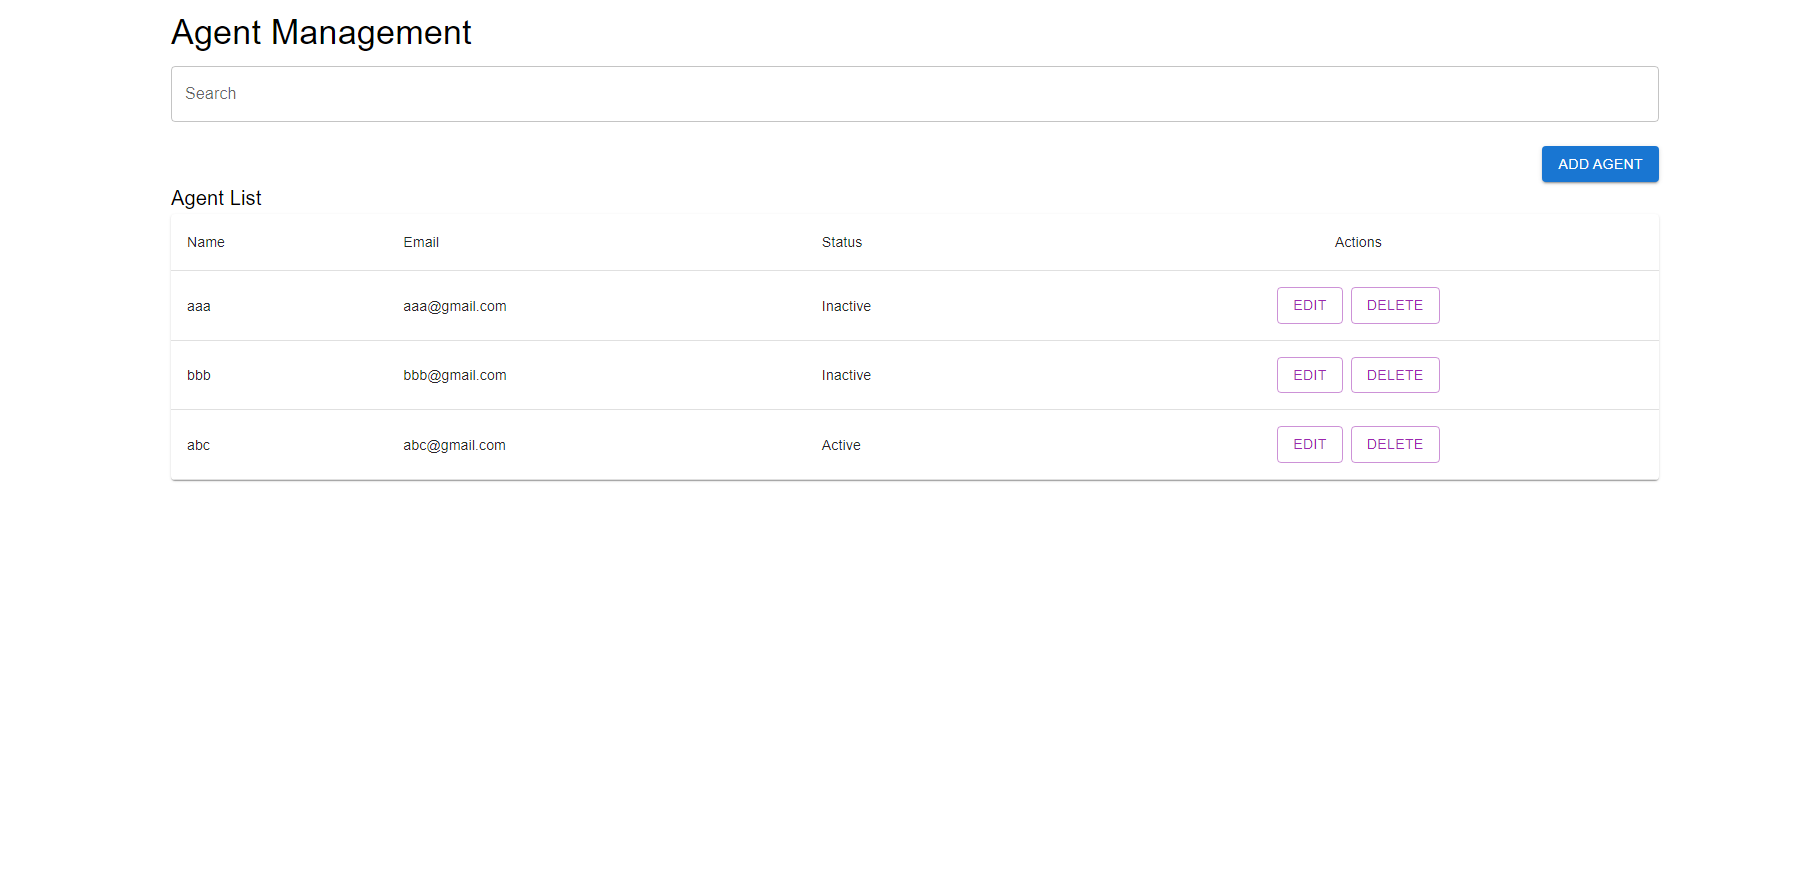 Agent Management
Search
ADD AGENT
Agent List
Name Email Status Actions
aaa aaa@gmail.com Inactive EDIT DELETE
bbb bbb@gmail.com Inactive EDIT DELETE
abc abc@gmail.com Active EDIT DELETE